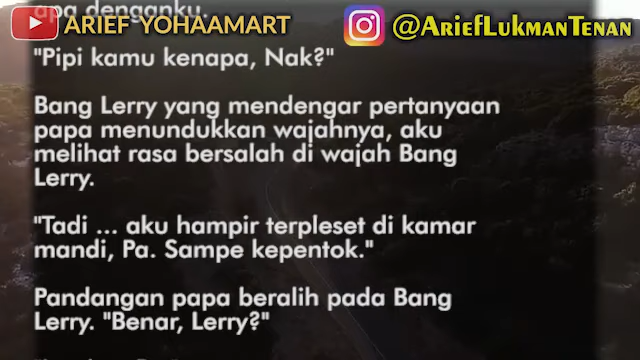 ARIEF YOHAAMART
@ArieFLukmanTenan
apa denganku.
"Pipi kamu kenapa, Nak?"
Bang Lerry yang mendengar pertanyaan
papa menundukkan wajahnya, aku
melihat rasa bersalah di wajah Bang
Lerry.
"Tadi ... aku hampir terpleset di kamar
mandi, Pa. Sampe kepentok."
Pandangan papa beralih pada Bang
Lerry. "Benar, Lerry?"